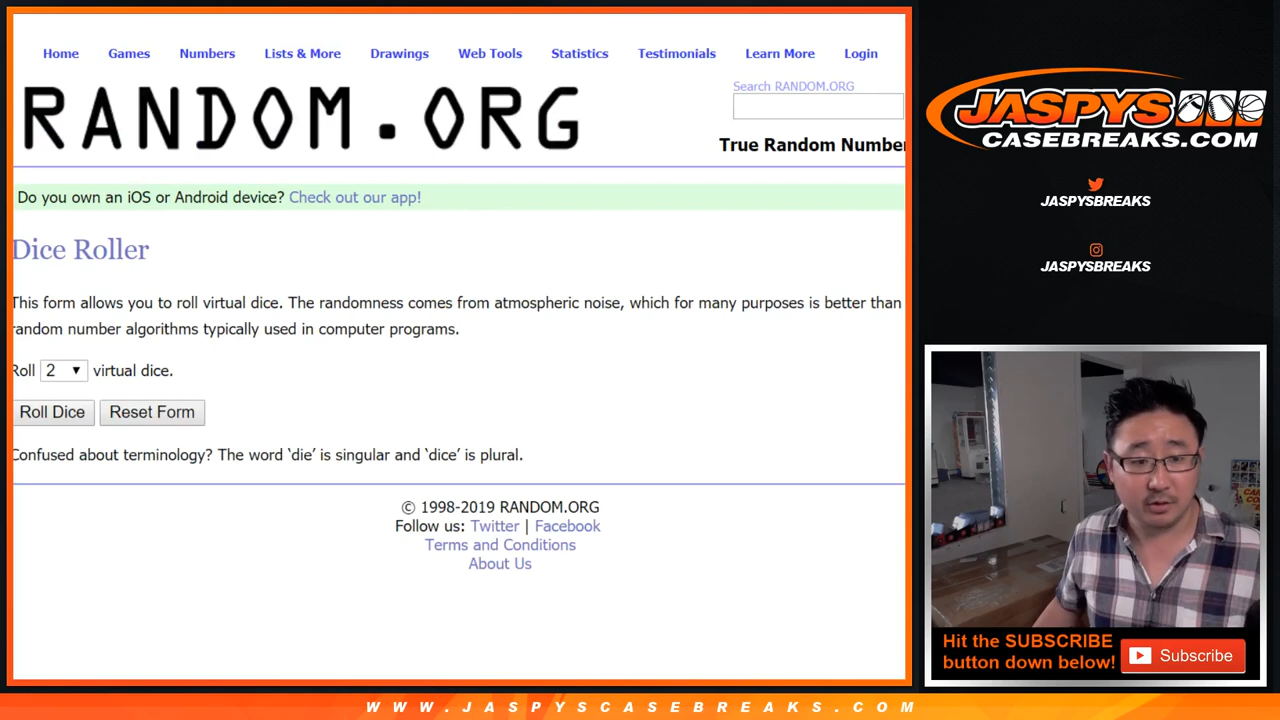 Home Games Numbers Lists & More Drawings Web Tools Statistics Testimonials Learn More Login
RANDOM.ORG
Search RANDOM.ORG
True Random Number
Do you own an iOS or Android device? Check out our app!
Dice Roller
This form allows you to roll virtual dice. The randomness comes from atmospheric noise, which for many purposes is better than
random number algorithms typically used in computer programs.
Roll 2 virtual dice.
Roll Dice Reset Form
Confused about terminology? The word ‘die’ is singular and ‘dice’ is plural.
© 1998-2019 RANDOM.ORG
Follow us: Twitter | Facebook
Terms and Conditions
About Us
JASPYS
CASEBREAKS.COM
JASPYSBREAKS
JASPYSBREAKS
Hit the SUBSCRIBE
button down below!
Subscribe
WWW.JASPYSCASEBREAKS.COM